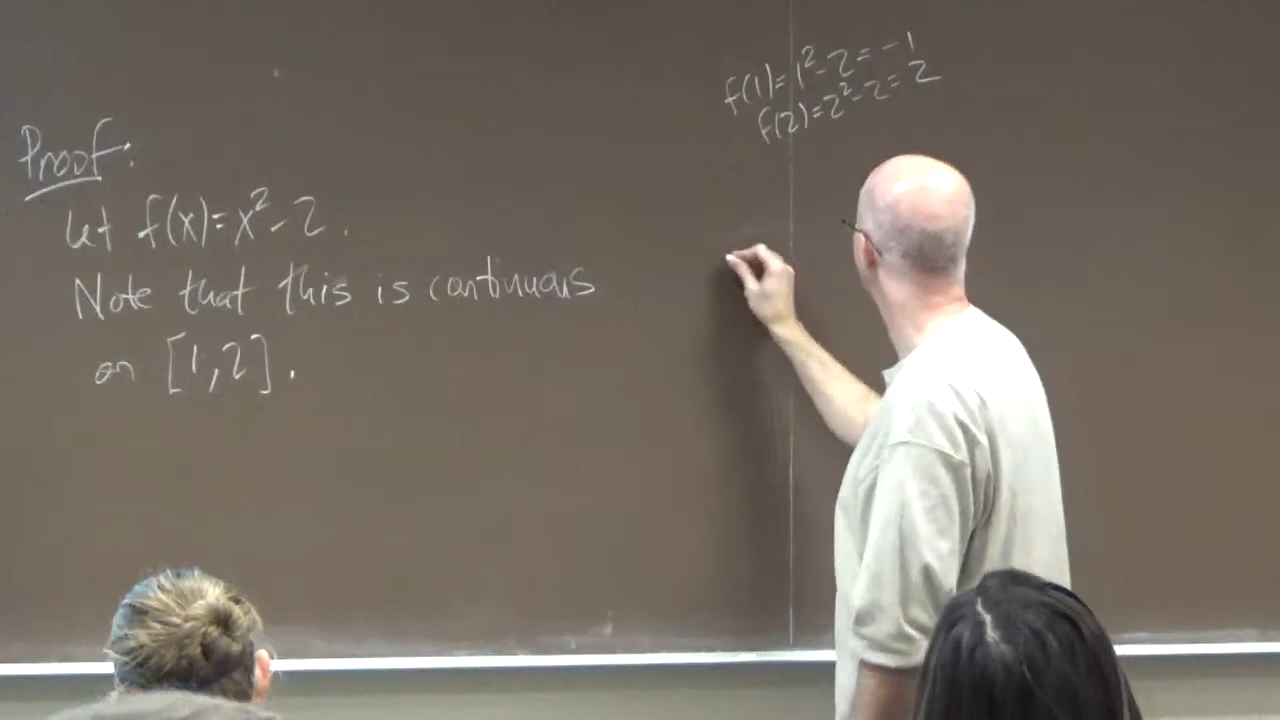 Proof:
Let f(x)=x²-2.
Note that this is continuous
on [1,2].
f(1)=1²-2=-1
f(2)=2²-2=2